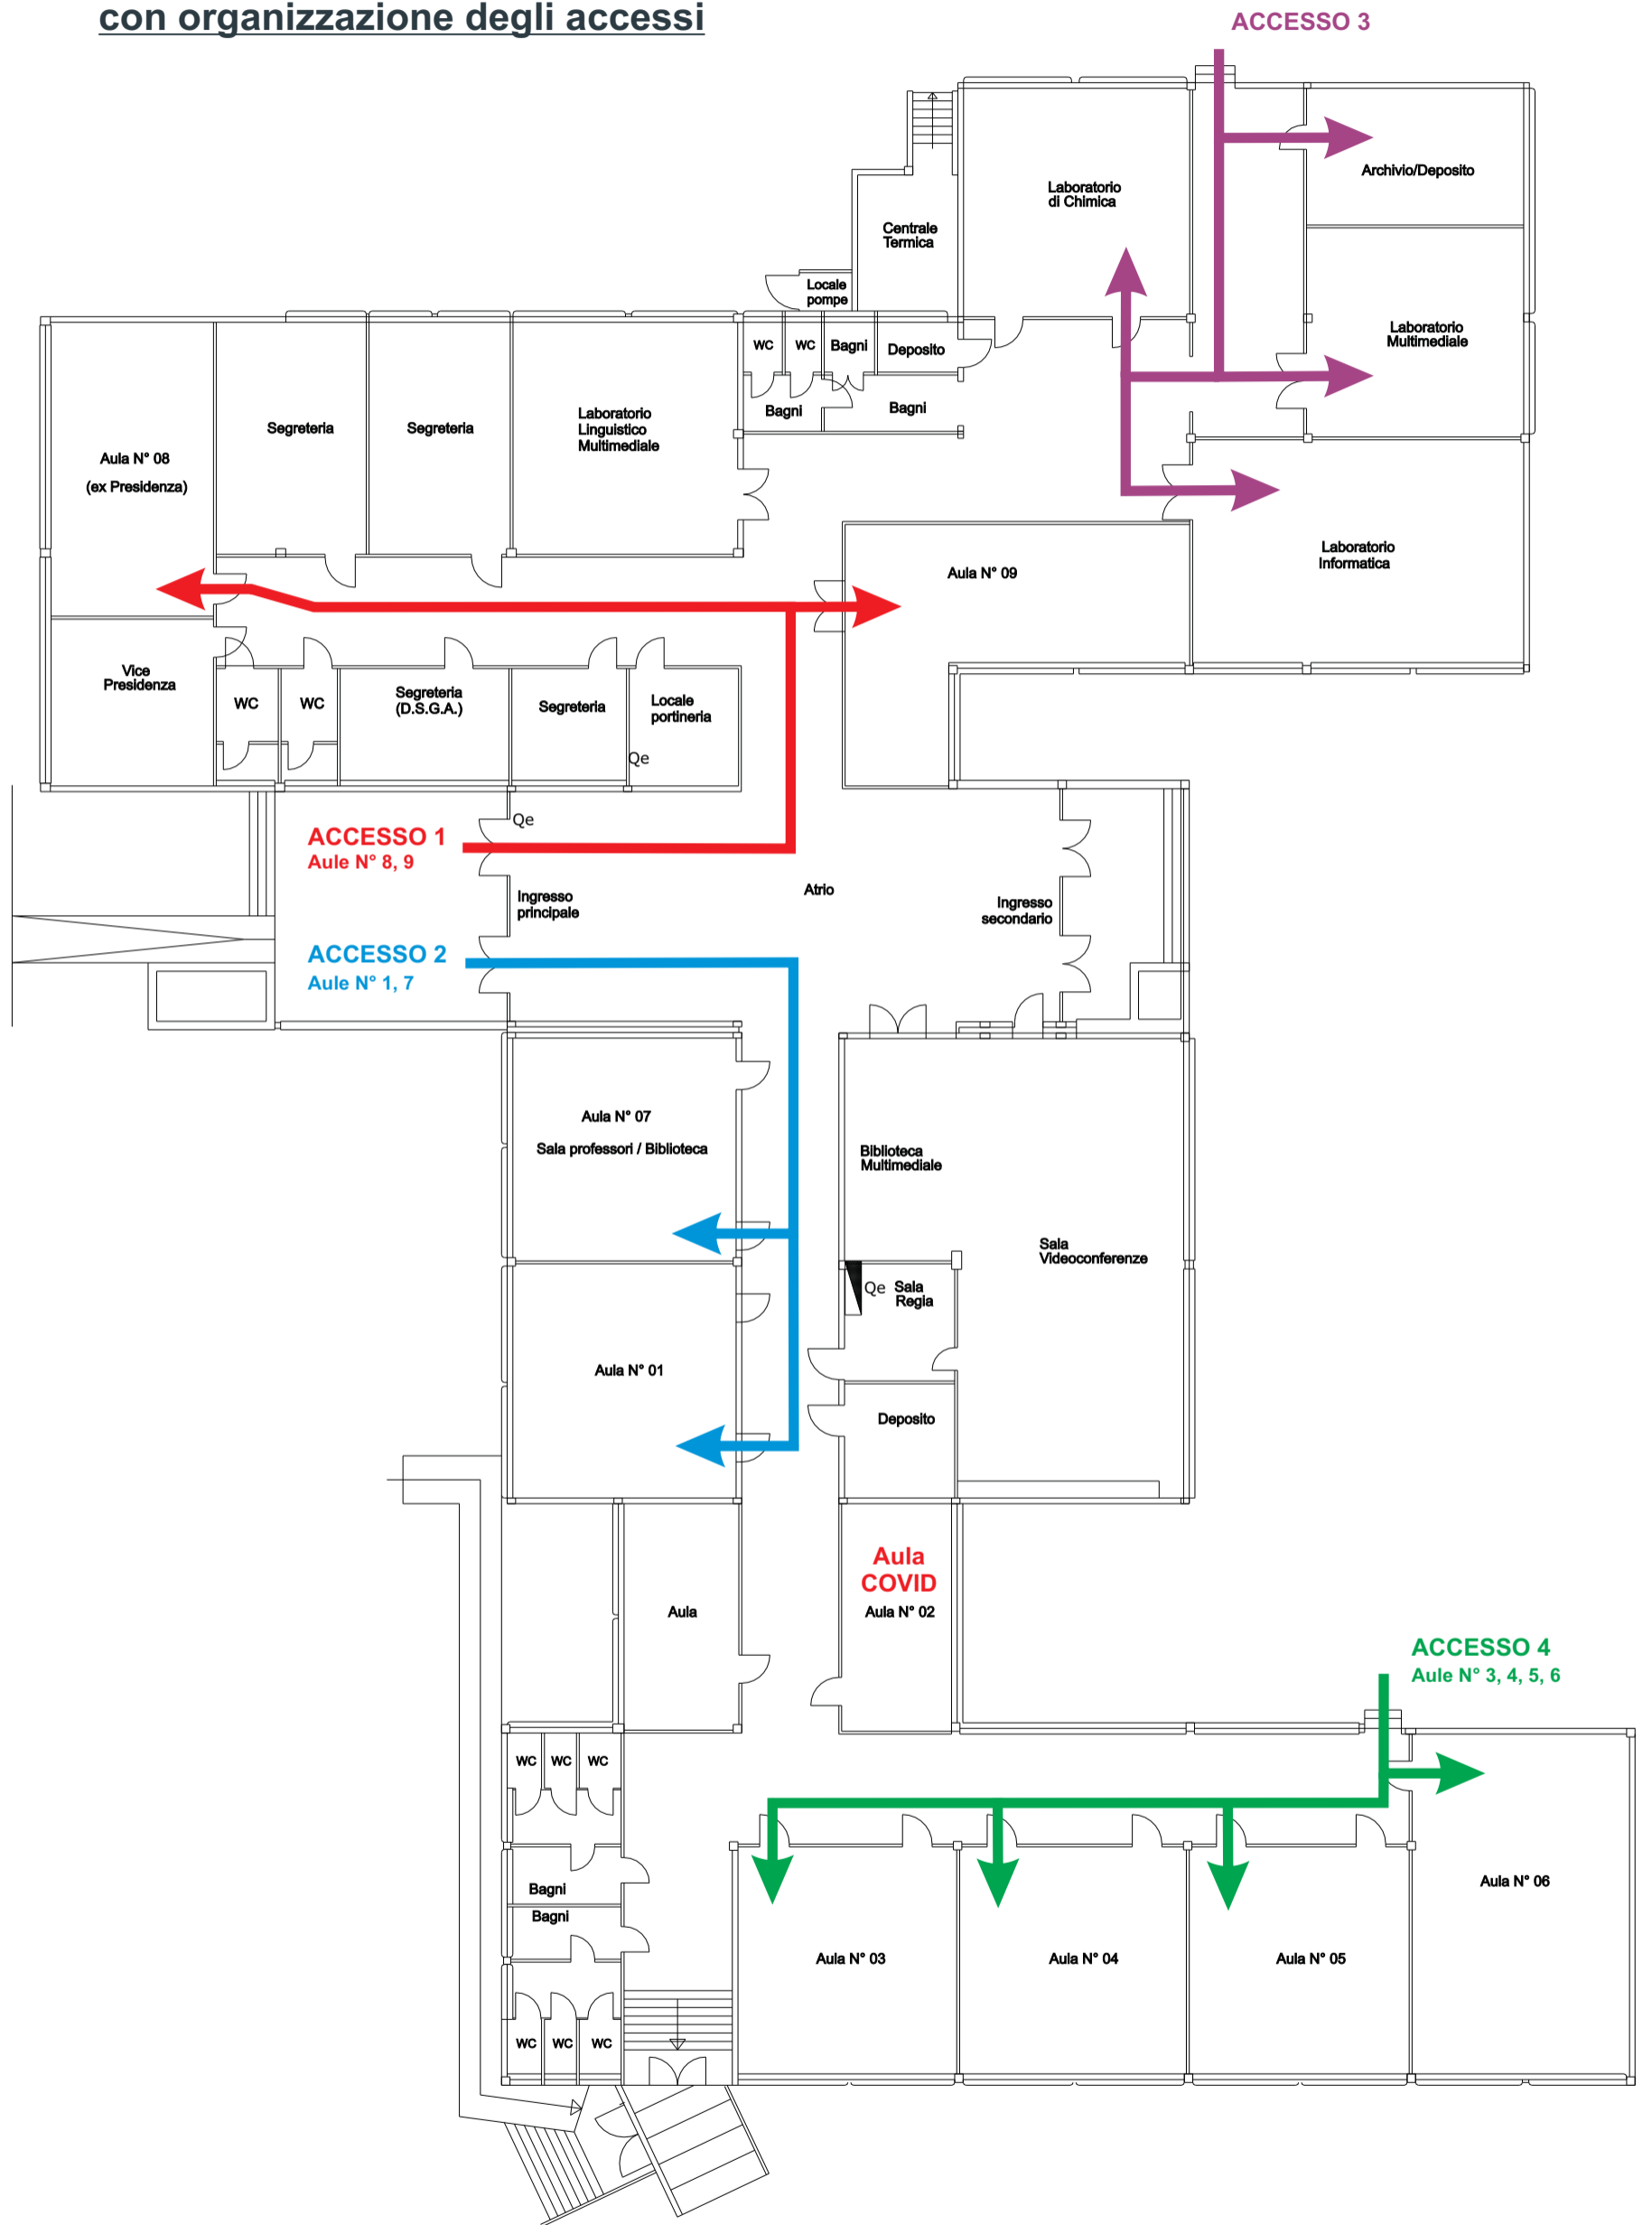 con organizzazione degli accessi
ACCESSO 3
Archivio/Deposito
Laboratorio
di Chimica
Centrale
Termica
Locale
pompe
Laboratorio
Multimediale
WC
WC
Bagni
Deposito
Bagni
Bagni
Segreteria
Segreteria
Laboratorio
Linguistico
Multimediale
Aula N° 08
(ex Presidenza)
Laboratorio
Informatica
Aula N° 09
Vice
Presidenza
WC
WC
Segreteria
(D.S.G.A.)
Segreteria
Locale
portineria
Qe
Qe
ACCESSO 1
Aule N° 8, 9
Atrio
Ingresso
principale
Ingresso
secondario
ACCESSO 2
Aule N° 1, 7
Aula N° 07
Sala professori / Biblioteca
Biblioteca
Multimediale
Sala
Videoconferenze
Qe
Sala
Regia
Aula N° 01
Deposito
Aula
COVID
Aula N° 02
Aula
ACCESSO 4
Aule N° 3, 4, 5, 6
WC
WC
WC
Bagni
Bagni
Aula N° 06
Aula N° 03
Aula N° 04
Aula N° 05
WC
WC
WC